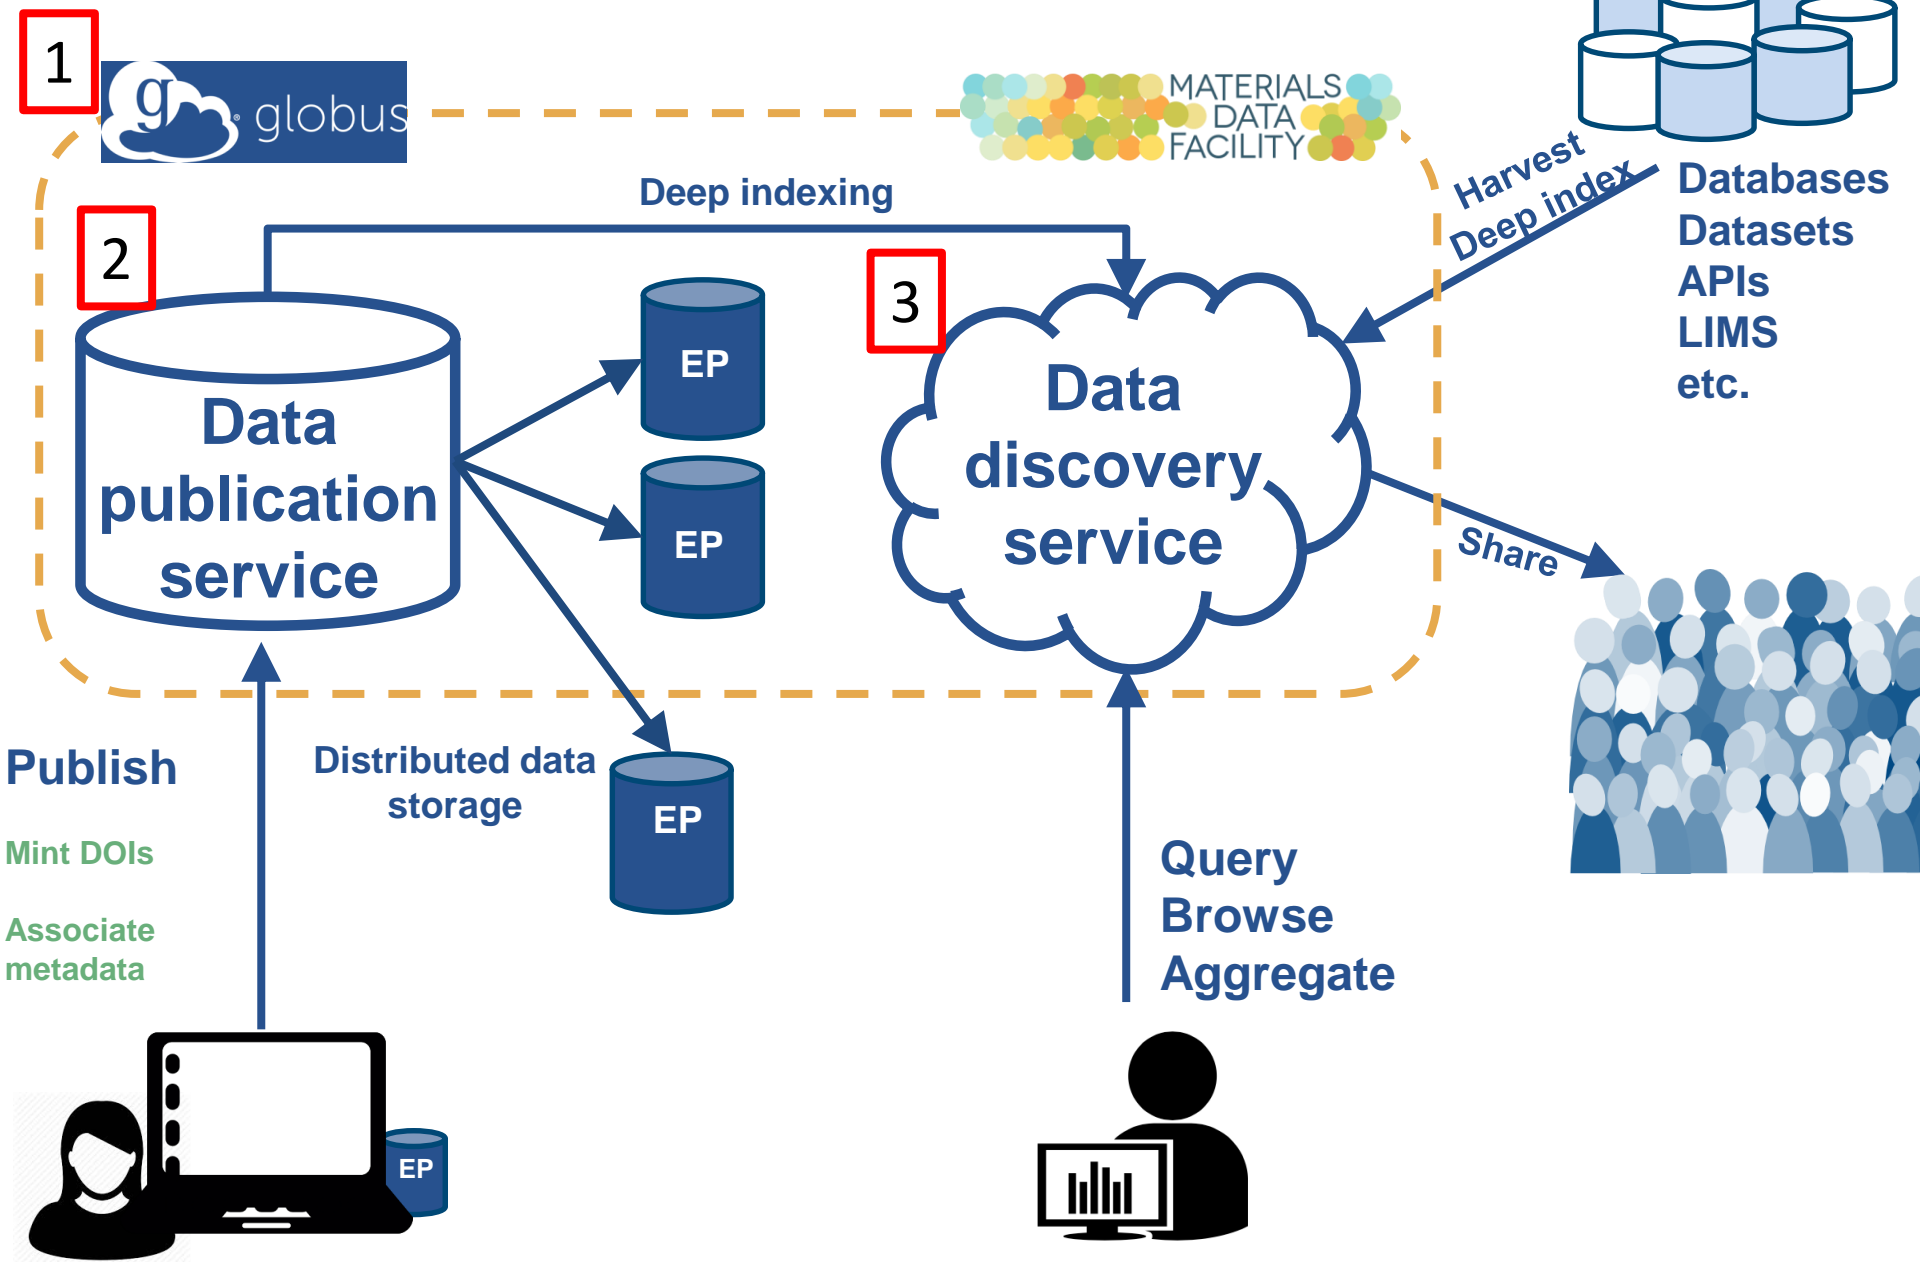 1
globus
MATERIALS
DATA
FACILITY
Harvest
Deep index
Databases
Datasets
APIs
LIMS
etc.
Deep indexing
2
3
EP
EP
Data
publication
service
Data
discovery
service
Share
Publish
Mint DOIs
Associate
metadata
Distributed data
storage
EP
Query
Browse
Aggregate
EP